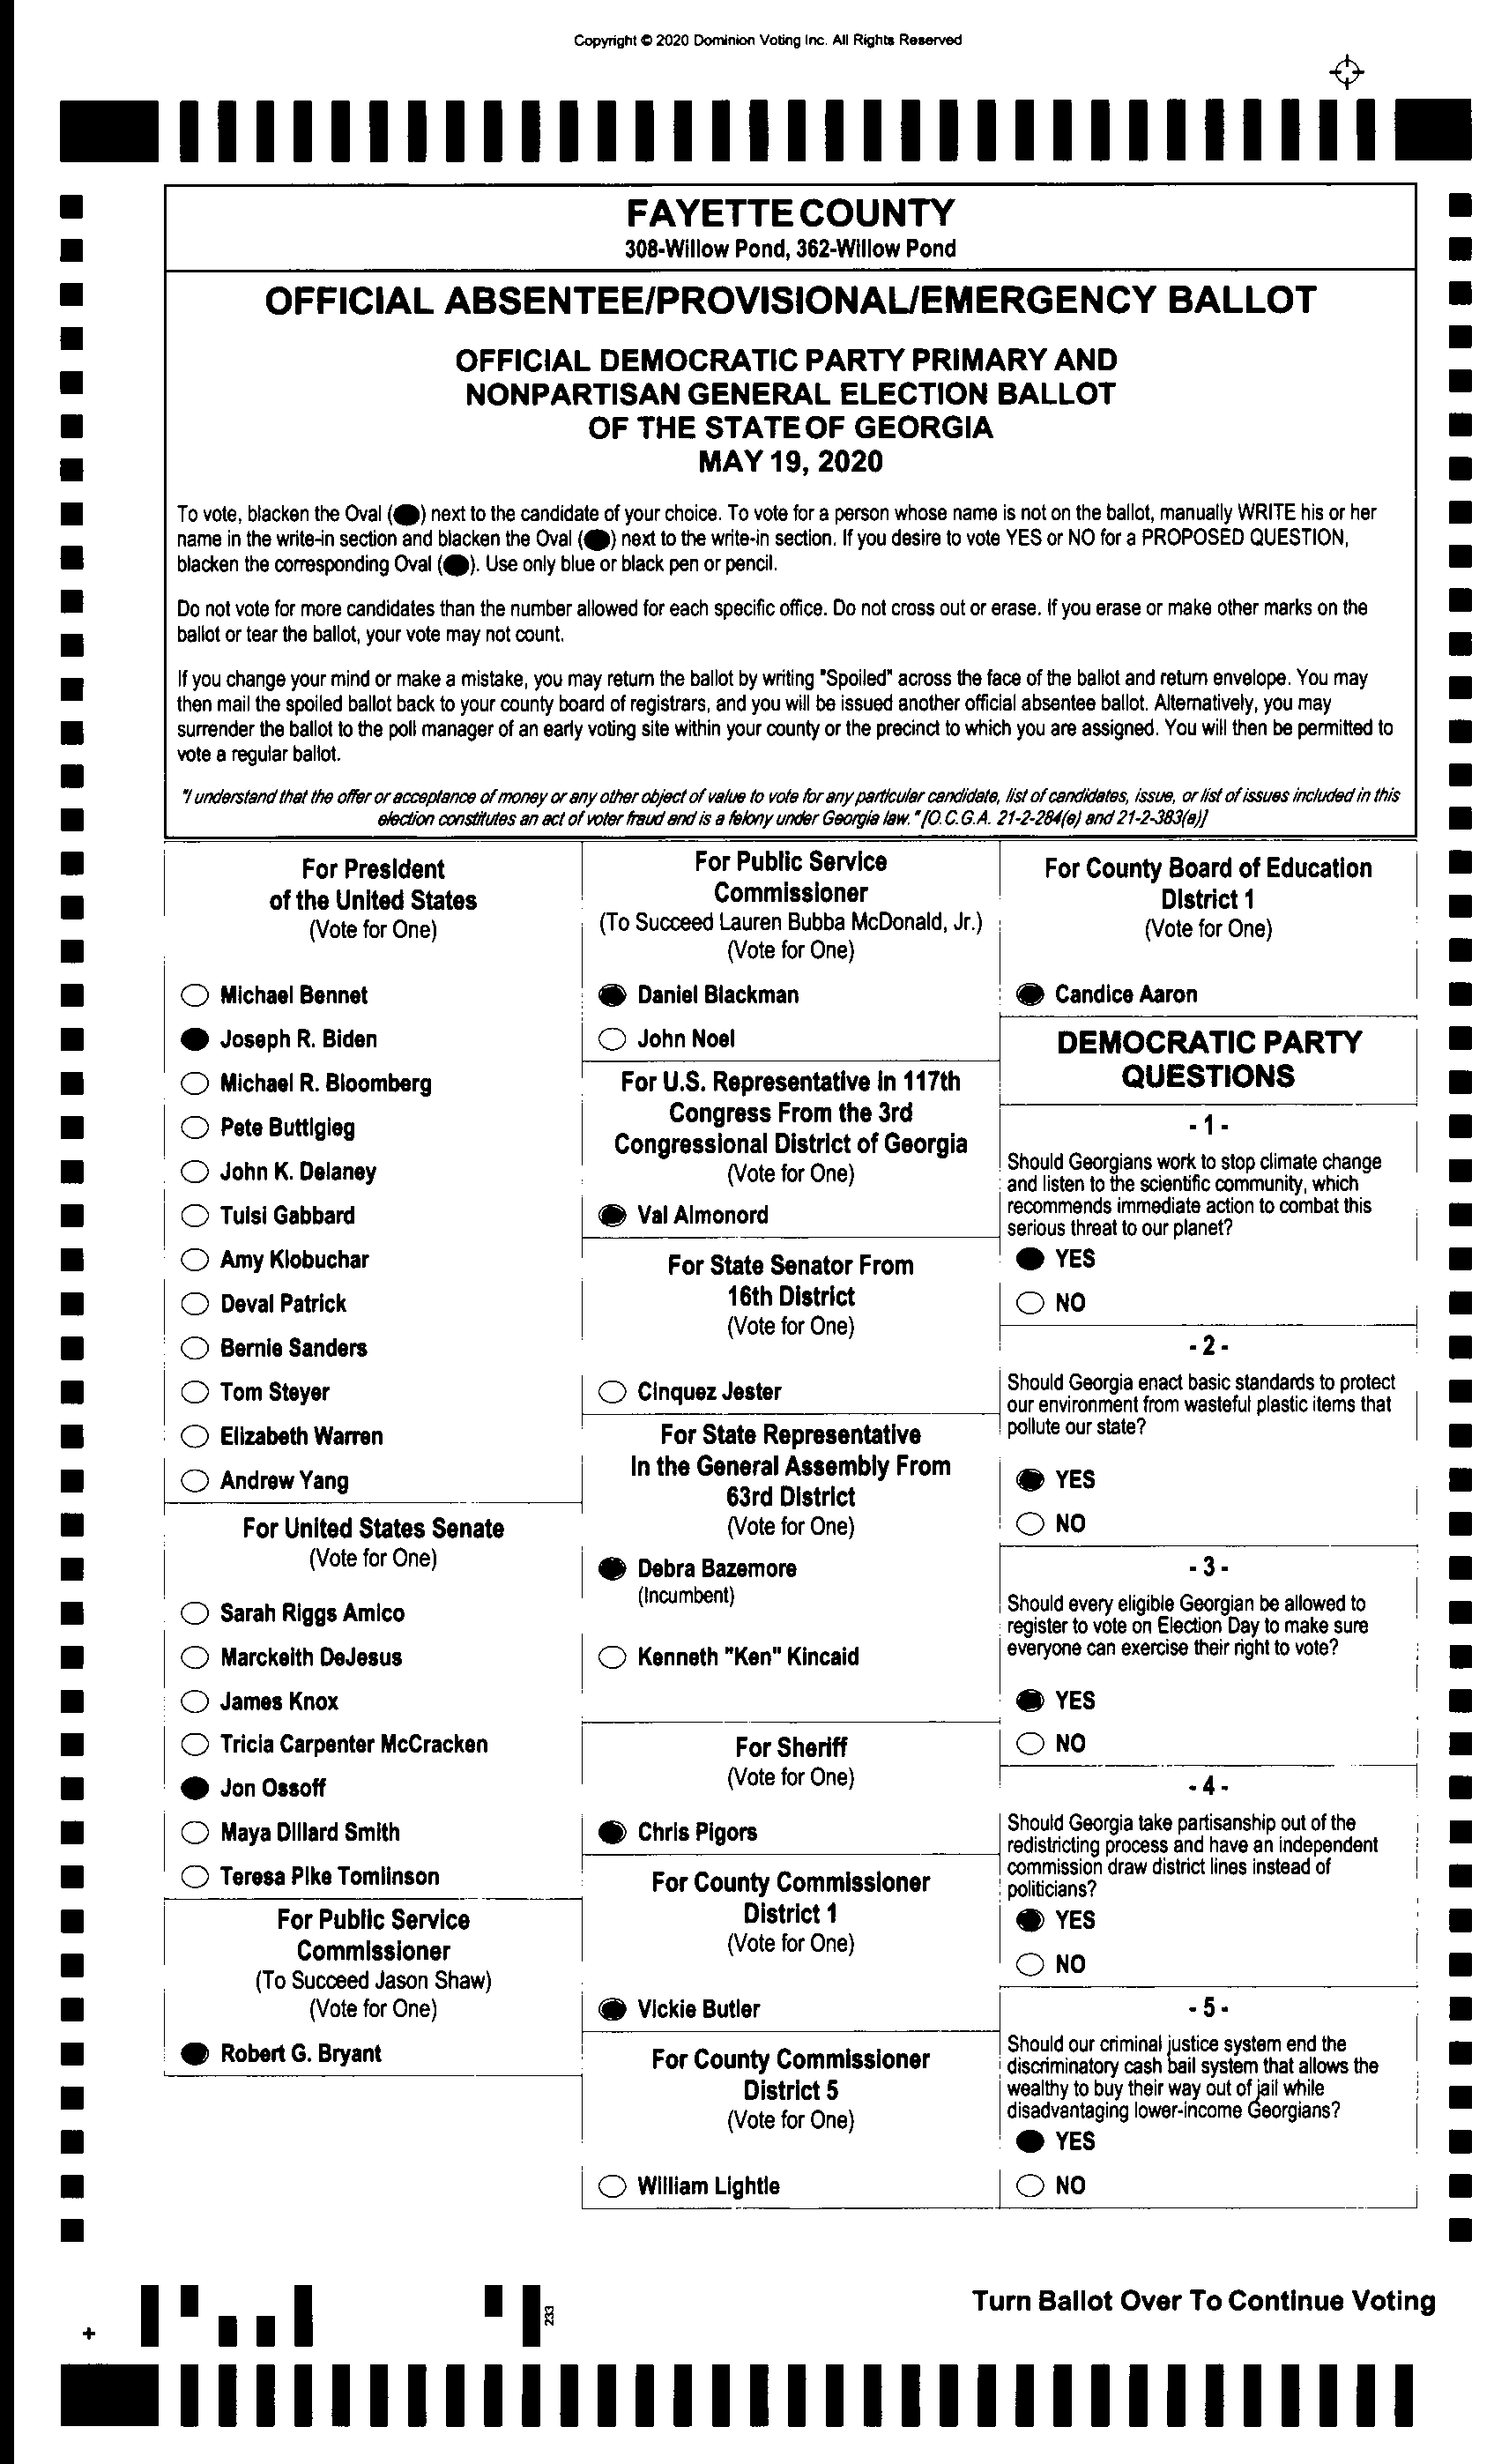 Copyright © 2020 Dominion Voting Inc. All Rights Reserved
FAYETTE COUNTY
308-Willow Pond, 362-Willow Pond
OFFICIAL ABSENTEE/PROVISIONAL/EMERGENCY BALLOT
OFFICIAL DEMOCRATIC PARTY PRIMARY AND
NONPARTISAN GENERAL ELECTION BALLOT
OF THE STATE OF GEORGIA
MAY 19, 2020
To vote, blacken the Oval (●) next to the candidate of your choice. To vote for a person whose name is not on the ballot, manually WRITE his or her
name in the write-in section and blacken the Oval (●) next to the write-in section. If you desire to vote YES or NO for a PROPOSED QUESTION,
blacken the corresponding Oval (●). Use only blue or black pen or pencil.
Do not vote for more candidates than the number allowed for each specific office. Do not cross out or erase. If you erase or make other marks on the
ballot or tear the ballot, your vote may not count.
If you change your mind or make a mistake, you may return the ballot by writing "Spoiled" across the face of the ballot and return envelope. You may
then mail the spoiled ballot back to your county board of registrars, and you will be issued another official absentee ballot. Alternatively, you may
surrender the ballot to the poll manager of an early voting site within your county or the precinct to which you are assigned. You will then be permitted to
vote a regular ballot.
"I understand that the offer or acceptance of money or any other object of value to vote for any particular candidate, list of candidates, issue, or list of issues included in this
election constitutes an act of voter fraud and is a felony under Georgia law." [O.C.G.A. 21-2-284(e) and 21-2-383(a)]
For President
of the United States
(Vote for One)
Michael Bennet
Joseph R. Biden
Michael R. Bloomberg
Pete Buttigieg
John K. Delaney
Tulsi Gabbard
Amy Klobuchar
Deval Patrick
Bernie Sanders
Tom Steyer
Elizabeth Warren
Andrew Yang
For United States Senate
(Vote for One)
Sarah Riggs Amico
Marckeith DeJesus
James Knox
Tricia Carpenter McCracken
Jon Ossoff
Maya Dillard Smith
Teresa Pike Tomlinson
For Public Service
Commissioner
(To Succeed Jason Shaw)
(Vote for One)
Robert G. Bryant
For Public Service
Commissioner
(To Succeed Lauren Bubba McDonald, Jr.)
(Vote for One)
Daniel Blackman
John Noel
For U.S. Representative in 117th
Congress From the 3rd
Congressional District of Georgia
(Vote for One)
Val Almonord
For State Senator From
16th District
(Vote for One)
Cinquez Jester
For State Representative
In the General Assembly From
63rd District
(Vote for One)
Debra Bazemore
(Incumbent)
Kenneth "Ken" Kincaid
For Sheriff
(Vote for One)
Chris Pigors
For County Commissioner
District 1
(Vote for One)
Vickie Butler
For County Commissioner
District 5
(Vote for One)
William Lightle
For County Board of Education
District 1
(Vote for One)
Candice Aaron
DEMOCRATIC PARTY
QUESTIONS
- 1 -
Should Georgians work to stop climate change
and listen to the scientific community, which
recommends immediate action to combat this
serious threat to our planet?
YES
NO
- 2 -
Should Georgia enact basic standards to protect
our environment from wasteful plastic items that
pollute our state?
YES
NO
- 3 -
Should every eligible Georgian be allowed to
register to vote on Election Day to make sure
everyone can exercise their right to vote?
YES
NO
- 4 -
Should Georgia take partisanship out of the
redistricting process and have an independent
commission draw district lines instead of
politicians?
YES
NO
- 5 -
Should our criminal justice system end the
discriminatory cash bail system that allows the
wealthy to buy their way out of jail while
disadvantaging lower-income Georgians?
YES
NO
233
Turn Ballot Over To Continue Voting